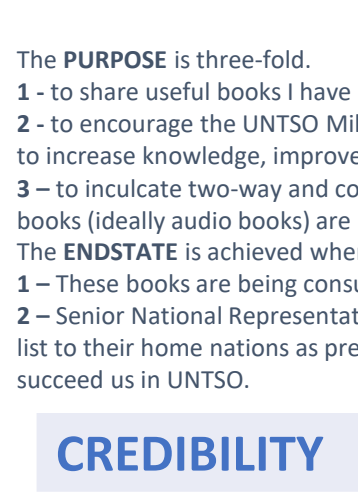 The PURPOSE is three-fold.
1 - to share useful books I have
2 - to encourage the UNTSO Mil
to increase knowledge, improve
3 – to inculcate two-way and co
books (ideally audio books) are
The ENDSTATE is achieved when
1 – These books are being consu
2 – Senior National Representat
list to their home nations as pre
succeed us in UNTSO.
CREDIBILITY